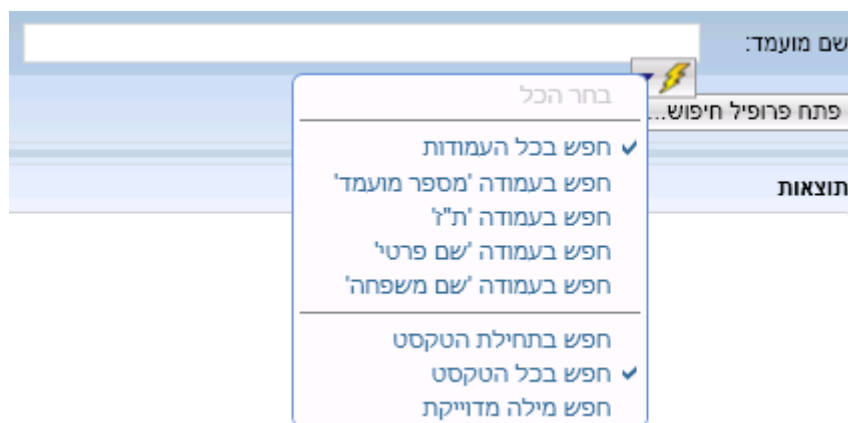 שם מועמד:
פתח פרופיל חיפוש...
תוצאות
בחר הכל
חפש בכל העמודות
חפש בעמודה 'מספר מועמד'
חפש בעמודה 'ת"ז'
חפש בעמודה 'שם פרטי'
חפש בעמודה 'שם משפחה'
חפש בתחילת הטקסט
חפש בכל הטקסט
חפש מילה מדוייקת